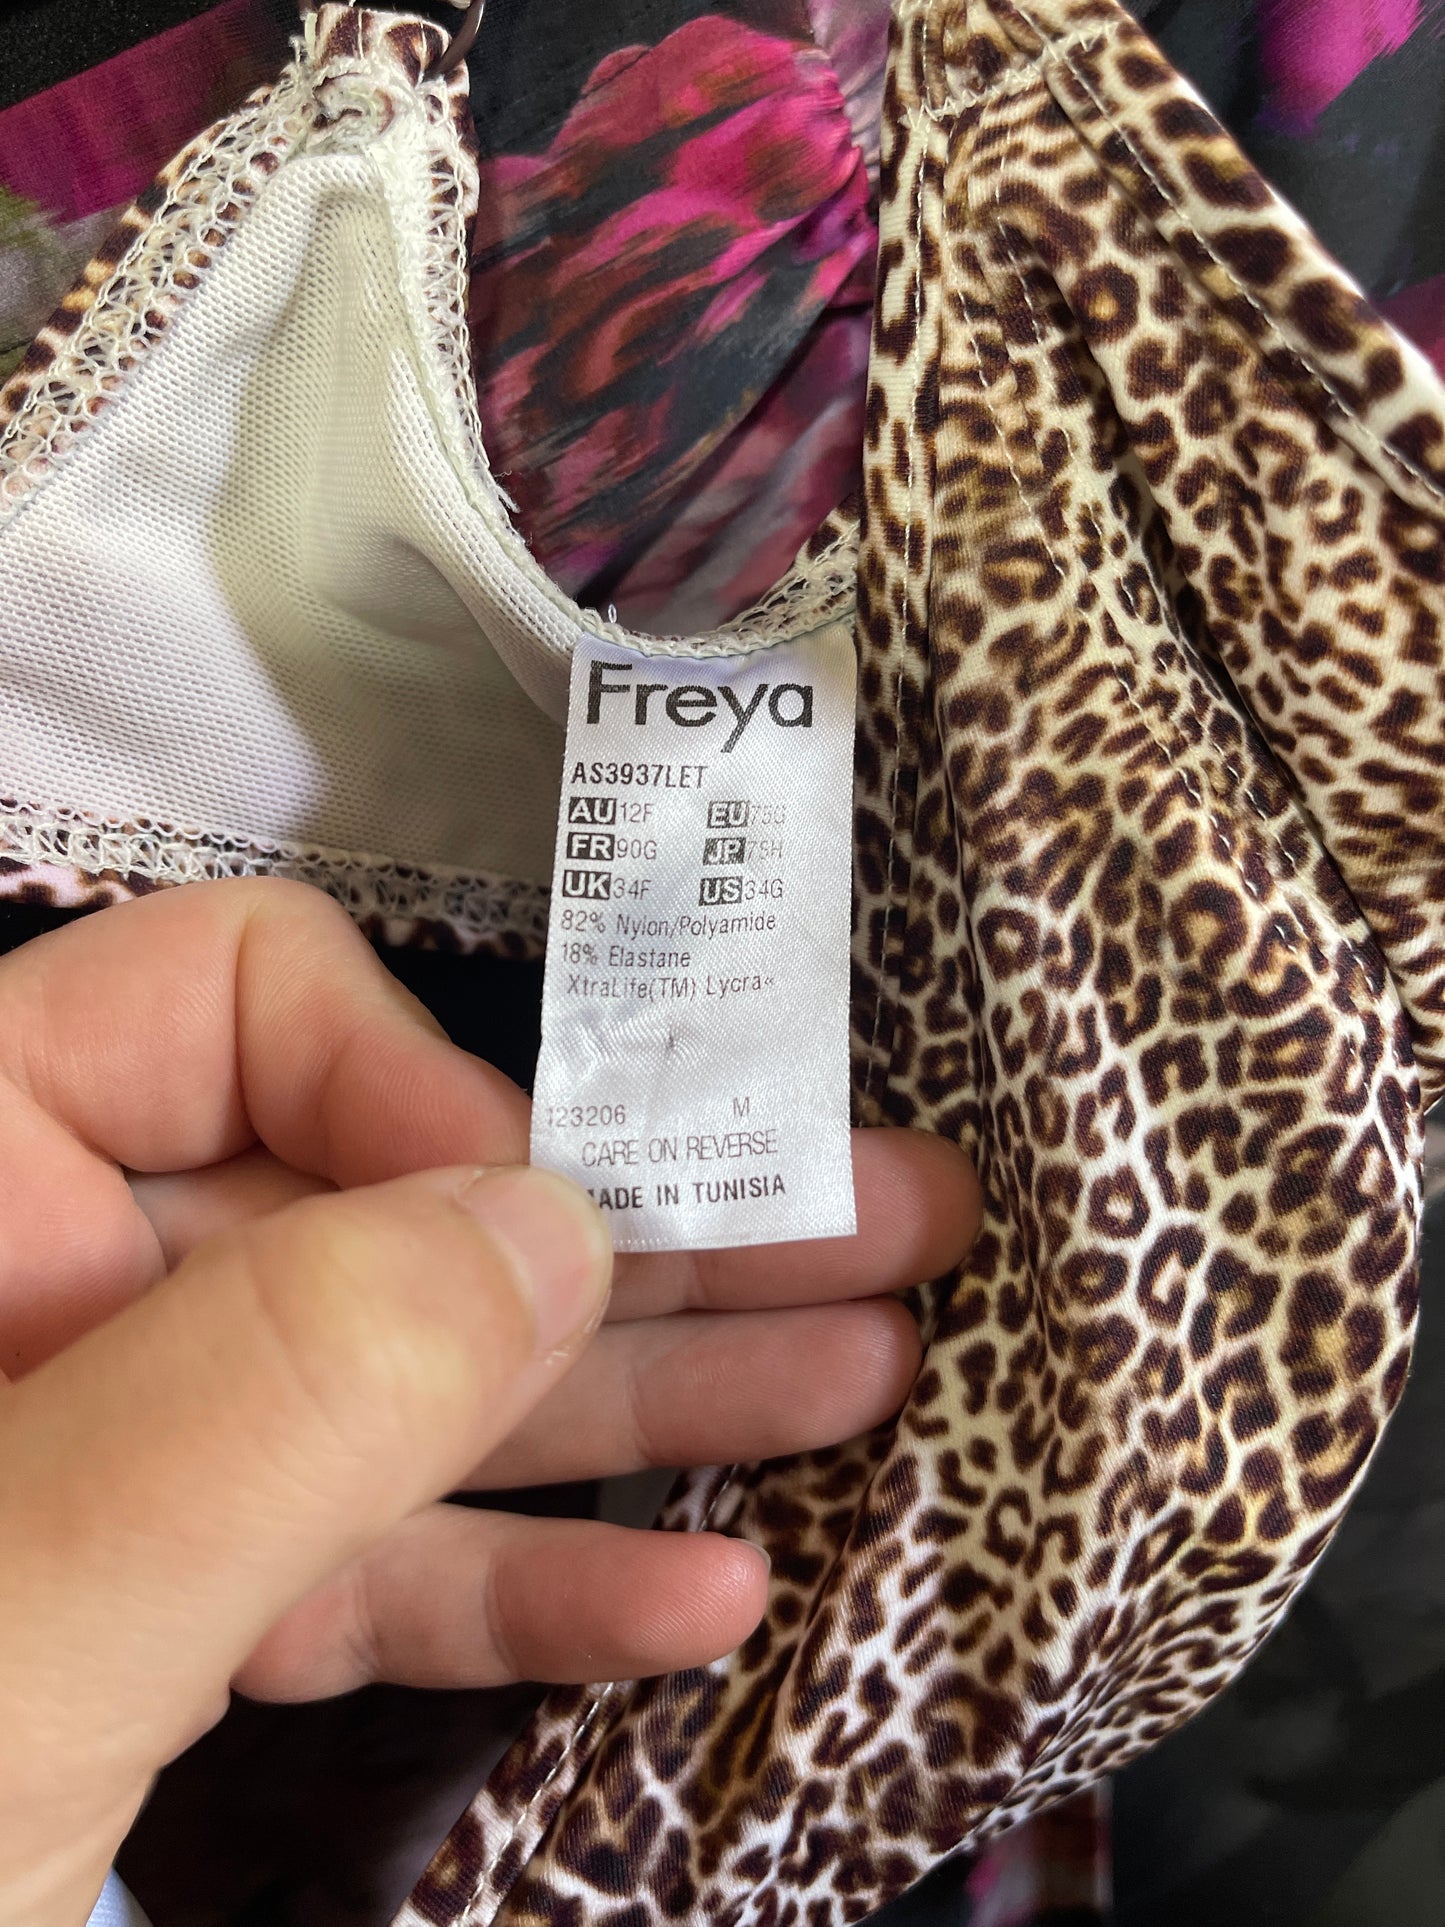 Freya
AS3937LET
AU 12F EU 75G
FR 90G JP 75H
UK 34F US 34G
82% Nylon/Polyamide
18% Elastane
XtraLife(TM) Lycra«
123206 M
CARE ON REVERSE
MADE IN TUNISIA